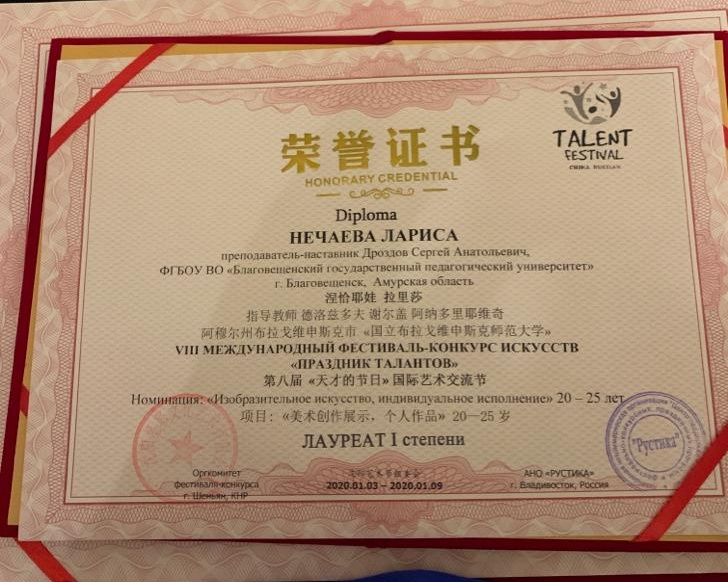 TALENT
FESTIVAL
CHINA RUSSIAN
荣誉证书
HONORARY CREDENTIAL
Diploma
НЕЧАЕВА ЛАРИСА
преподаватель-наставник Дроздов Сергей Анатольевич,
ФГБОУ ВО «Благовещенский государственный педагогический университет»
г. Благовещенск, Амурская область
涅恰耶娃 拉里莎
指导教师 德洛兹多夫 谢尔盖 阿纳多里耶维奇
阿穆尔州布拉戈维申斯克市 《国立布拉戈维申斯克师范大学》
VIII МЕЖДУНАРОДНЫЙ ФЕСТИВАЛЬ-КОНКУРС ИСКУССТВ
«ПРАЗДНИК ТАЛАНТОВ»
第八届《天才的节日》国际艺术交流节
Номинация: «Изобразительное искусство, индивидуальное исполнение» 20 – 25 лет
项目: 《美术创作展示, 个人作品》 20—25 岁
ЛАУРЕАТ I степени
Оргкомитет
фестиваля-конкурса
г. Шеньян, КНР
2020.01.03 – 2020.01.09
АНО «РУСТИКА»
г. Владивосток, Россия
"Рустика"